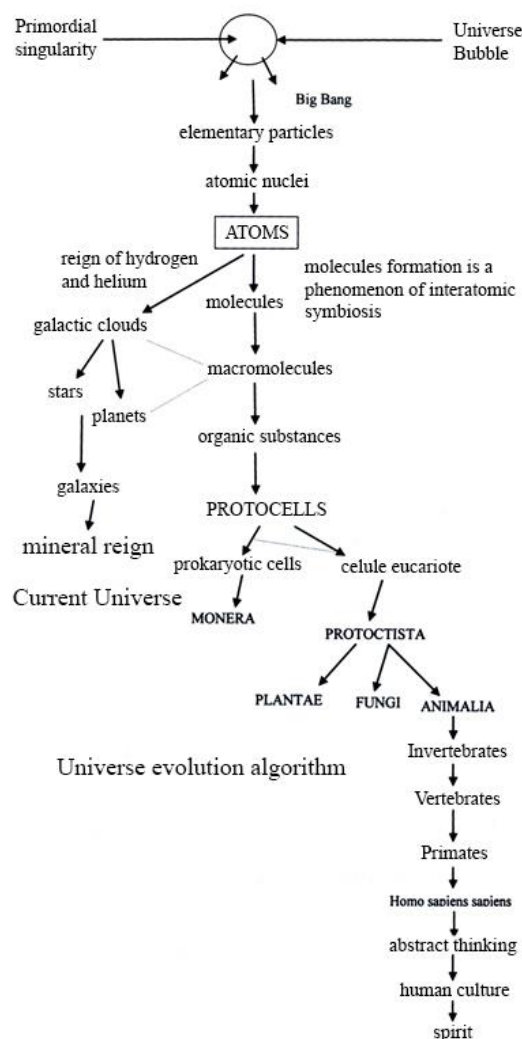 Primordial
singularity
Universe
Bubble
Big Bang
elementary particles
atomic nuclei
ATOMS
reign of hydrogen
and helium
molecules formation is a
phenomenon of interatomic
symbiosis
molecules
galactic clouds
macromolecules
stars
planets
organic substances
galaxies
PROTOCELLS
mineral reign
prokaryotic cells
celule eucariote
Current Universe
MONERA
PROTOCTISTA
PLANTAE
FUNGI
ANIMALIA
Invertebrates
Universe evolution algorithm
Vertebrates
Primates
Homo sapiens sapiens
abstract thinking
human culture
spirit